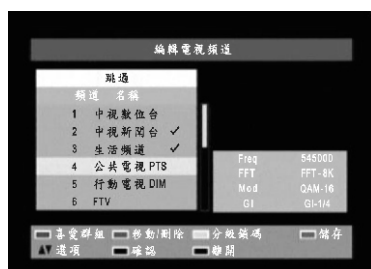 編輯電視頻道
跳過
頻道 名稱
1 中視數位台
2 中視新聞台 ✓
3 生活頻道 ✓
4 公共電視 PTS
5 行動電視 DIM
6 FTV
Freq 545000
FFT FFT-8K
Mod QAM-16
GI GI-1/4
喜愛群組 移動/刪除 分級鎖碼 儲存
▲▼ 選項 確認 離開